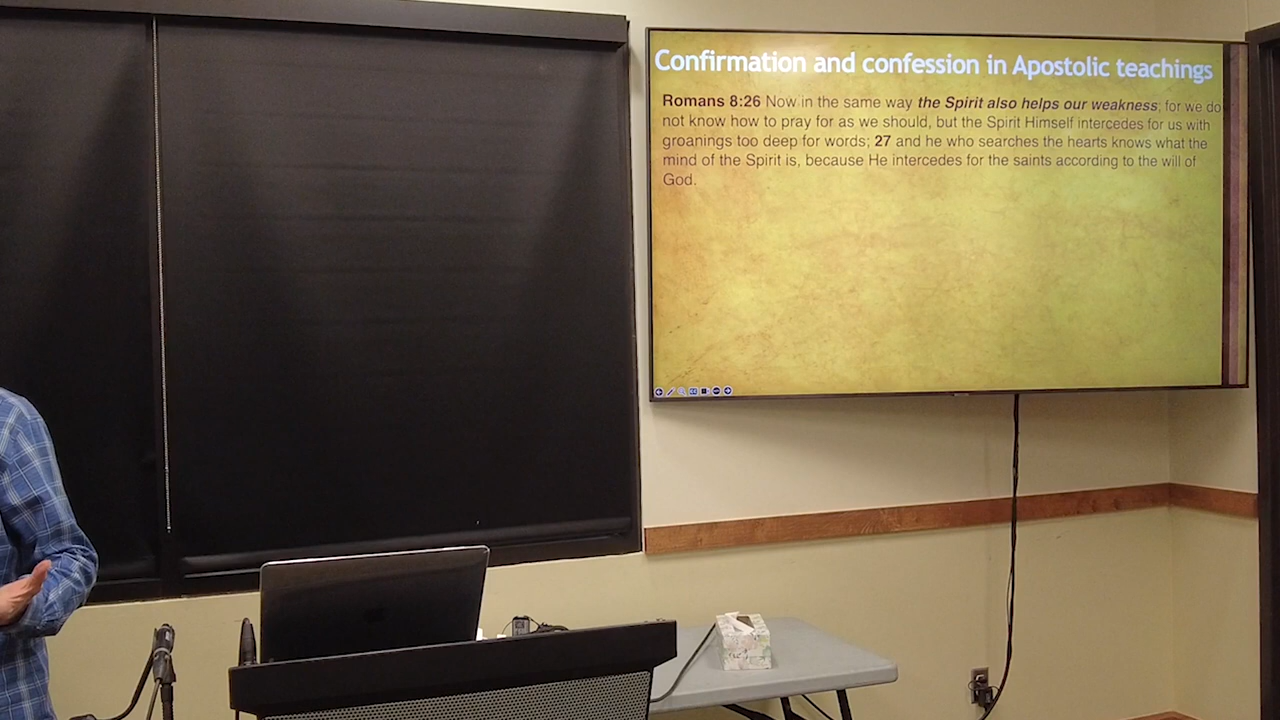 Confirmation and confession in Apostolic teachings
Romans 8:26 Now in the same way the Spirit also helps our weakness; for we do
not know how to pray for as we should, but the Spirit Himself intercedes for us with
groanings too deep for words; 27 and he who searches the hearts knows what the
mind of the Spirit is, because He intercedes for the saints according to the will of
God.